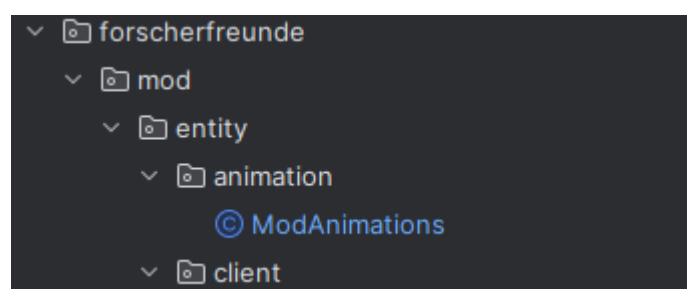 forscherfreunde
mod
entity
animation
ModAnimations
client